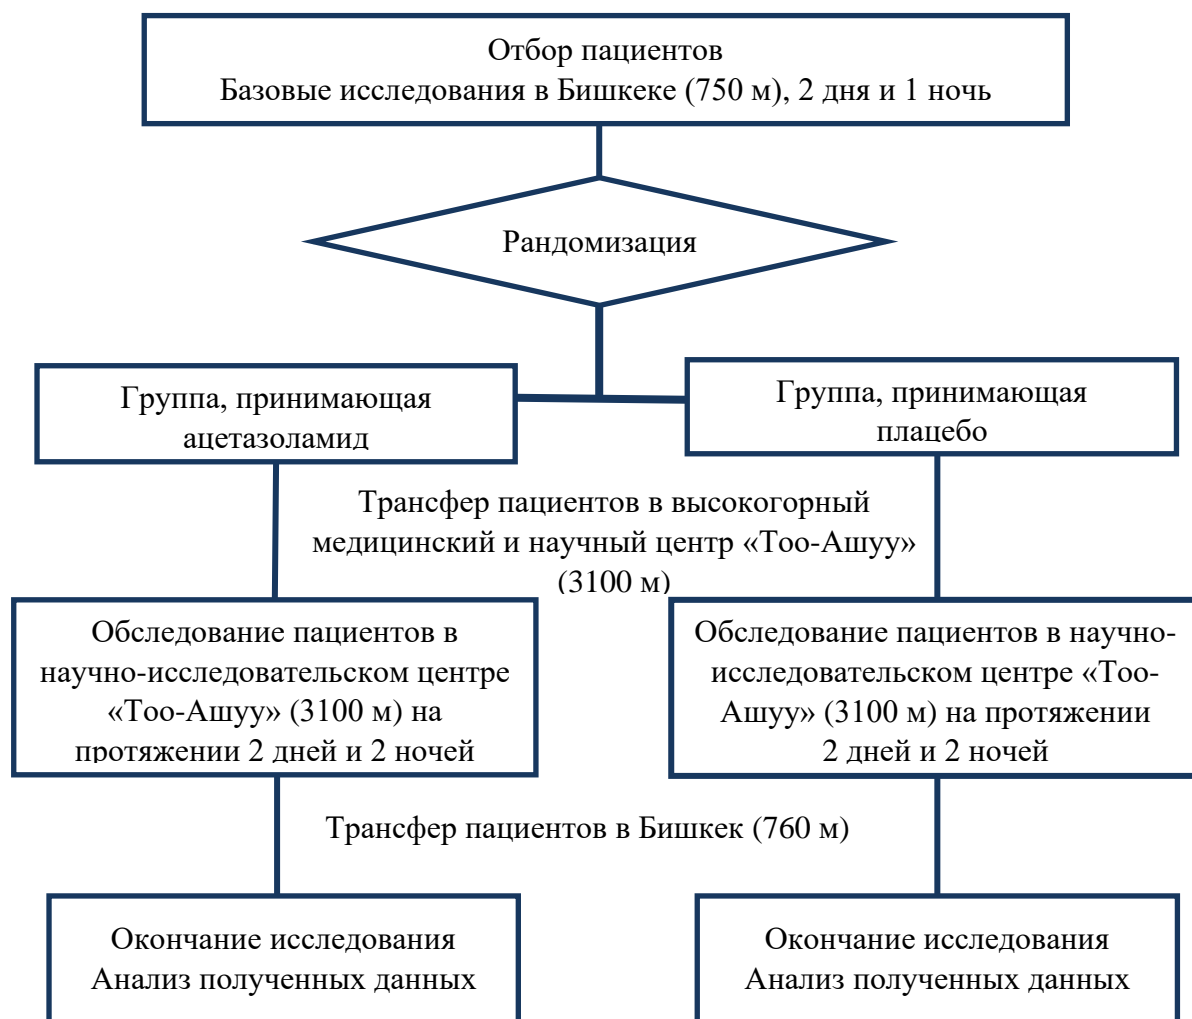 Отбор пациентов
Базовые исследования в Бишкеке (750 м), 2 дня и 1 ночь
Рандомизация
Группа, принимающая
ацетазоламид
Группа, принимающая
плацебо
Трансфер пациентов в высокогорный
медицинский и научный центр «Тоо-Ашуу»
(3100 м)
Обследование пациентов в
научно-исследовательском центре
«Тоо-Ашуу» (3100 м) на
протяжении 2 дней и 2 ночей
Обследование пациентов в научно-
исследовательском центре «Тоо-
Ашуу» (3100 м) на протяжении
2 дней и 2 ночей
Трансфер пациентов в Бишкек (760 м)
Окончание исследования
Анализ полученных данных
Окончание исследования
Анализ полученных данных